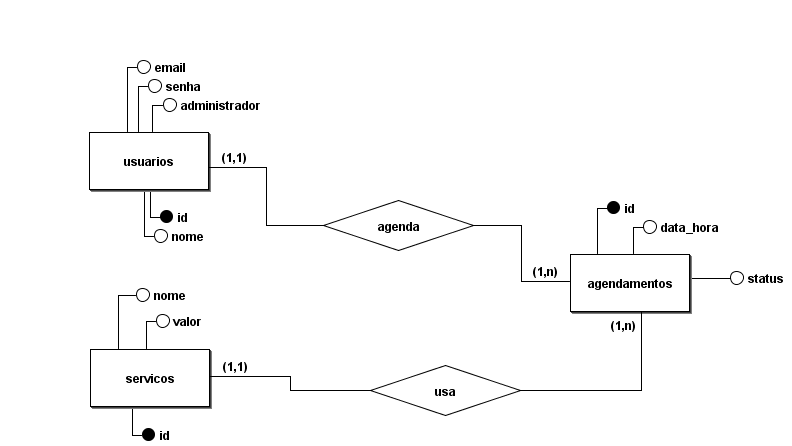 email
senha
administrador
usuarios
(1,1)
id
nome
agenda
id
data_hora
(1,n)
agendamentos
status
nome
valor
(1,n)
servicos
(1,1)
usa
id